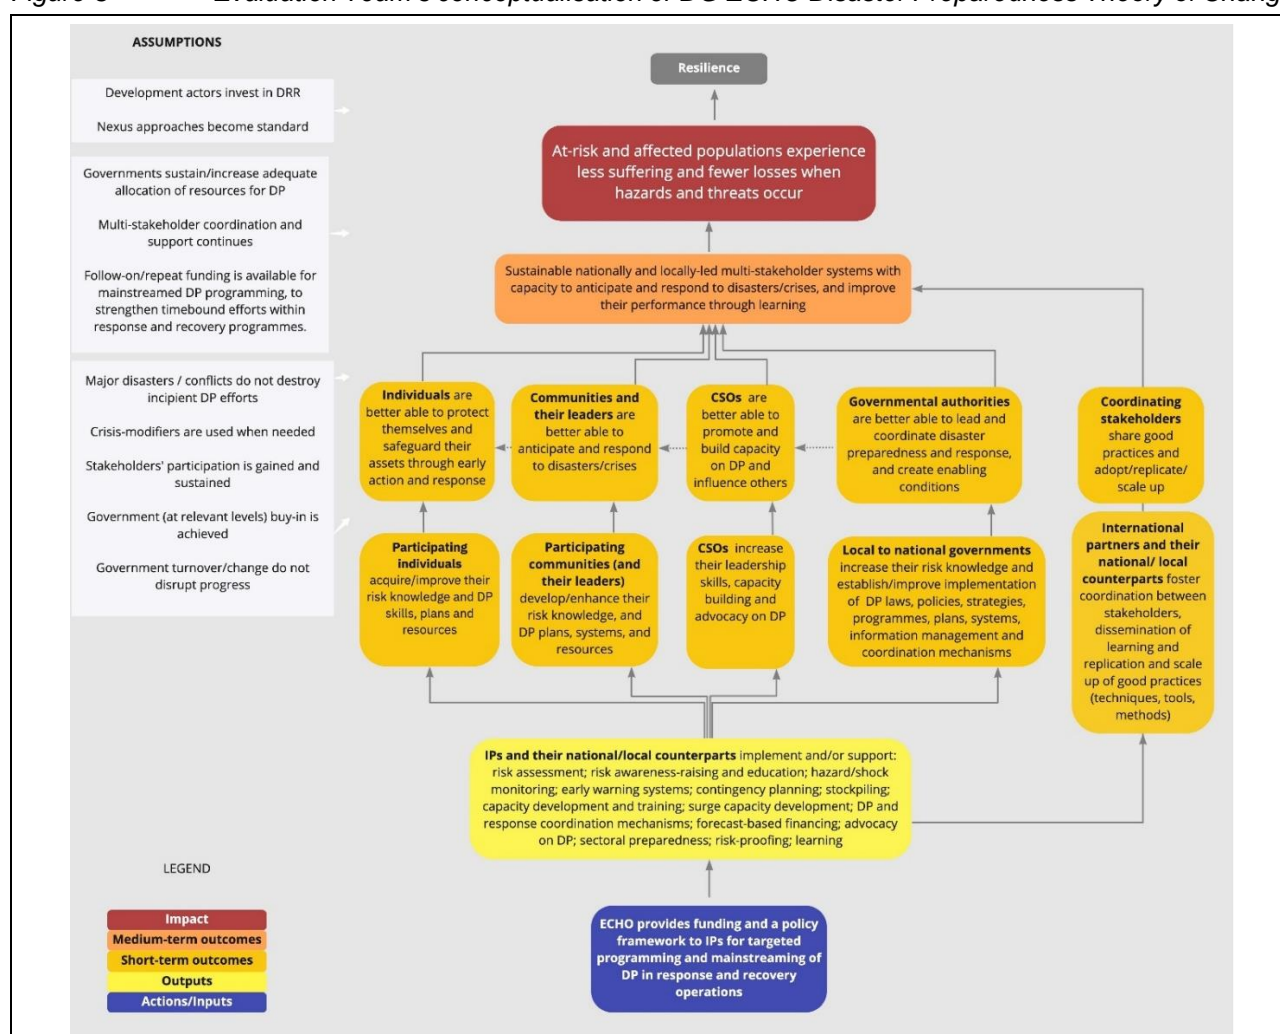 Figure 3 Evaluation Team's conceptualisation of DG ECHO Disaster Preparedness Theory of Chang
ASSUMPTIONS
Development actors invest in DRR
Nexus approaches become standard
Governments sustain/increase adequate
allocation of resources for DP
Multi-stakeholder coordination and
support continues
Follow-on/repeat funding is available for
mainstreamed DP programming, to
strengthen timebound efforts within
response and recovery programmes.
Major disasters / conflicts do not destroy
incipient DP efforts
Crisis-modifiers are used when needed
Stakeholders' participation is gained and
sustained
Government (at relevant levels) buy-in is
achieved
Government turnover/change do not
disrupt progress
Resilience
At-risk and affected populations experience
less suffering and fewer losses when
hazards and threats occur
Sustainable nationally and locally-led multi-stakeholder systems with
capacity to anticipate and respond to disasters/crises, and improve
their performance through learning
Individuals are
better able to protect
themselves and
safeguard their
assets through early
action and response
Communities and
their leaders are
better able to
anticipate and respond
to disasters/crises
CSOs are
better able to
promote and
build capacity
on DP and
influence others
Governmental authorities
are better able to lead and
coordinate disaster
preparedness and response,
and create enabling
conditions
Coordinating
stakeholders
share good
practices and
adopt/replicate/
scale up
Participating
individuals
acquire/improve their
risk knowledge and DP
skills, plans and
resources
Participating
communities (and
their leaders)
develop/enhance their
risk knowledge, and
DP plans, systems, and
resources
CSOs increase
their leadership
skills, capacity
building and
advocacy on DP
Local to national governments
increase their risk knowledge and
establish/improve implementation
of DP laws, policies, strategies,
programmes, plans, systems,
information management and
coordination mechanisms
International
partners and their
national/ local
counterparts foster
coordination between
stakeholders,
dissemination of
learning and
replication and scale
up of good practices
(techniques, tools,
methods)
IPs and their national/local counterparts implement and/or support:
risk assessment; risk awareness-raising and education; hazard/shock
monitoring; early warning systems; contingency planning; stockpiling;
capacity development and training; surge capacity development; DP and
response coordination mechanisms; forecast-based financing; advocacy
on DP; sectoral preparedness; risk-proofing; learning
ECHO provides funding and a policy
framework to IPs for targeted
programming and mainstreaming of
DP in response and recovery
operations
LEGEND
Impact
Medium-term outcomes
Short-term outcomes
Outputs
Actions/Inputs